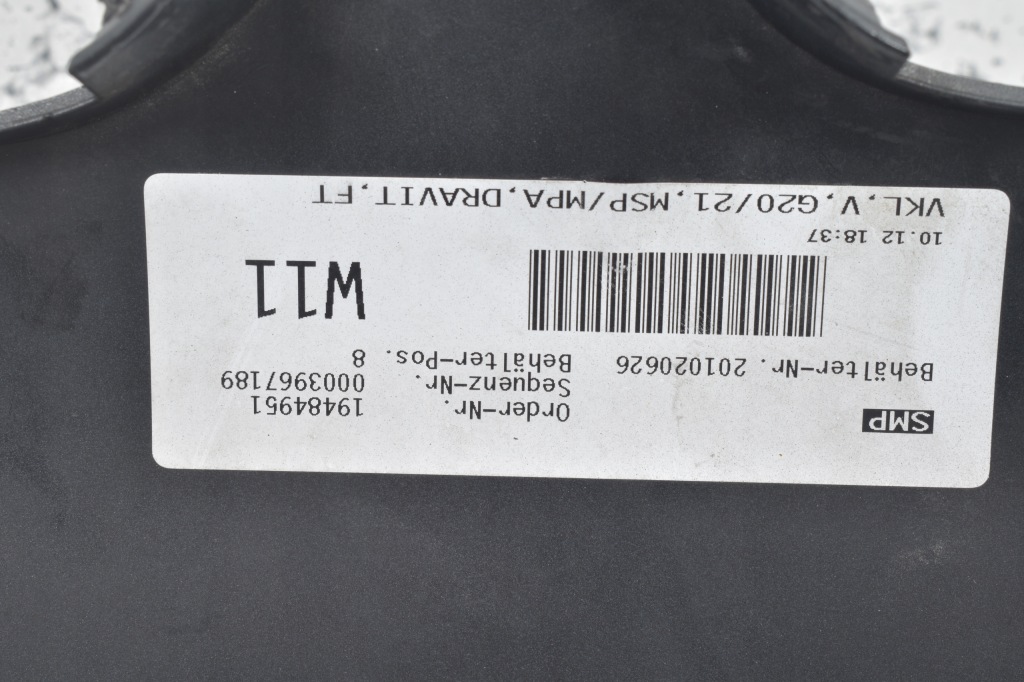 SMP
Order-Nr. 19484951
Sequenz-Nr. 0003967189
Behälter-Nr. 201020626 Behälter-Pos. 8
W11
10.12 18:37
VKL,V,G20/21,MSP/MPA,DRAVIT,FT